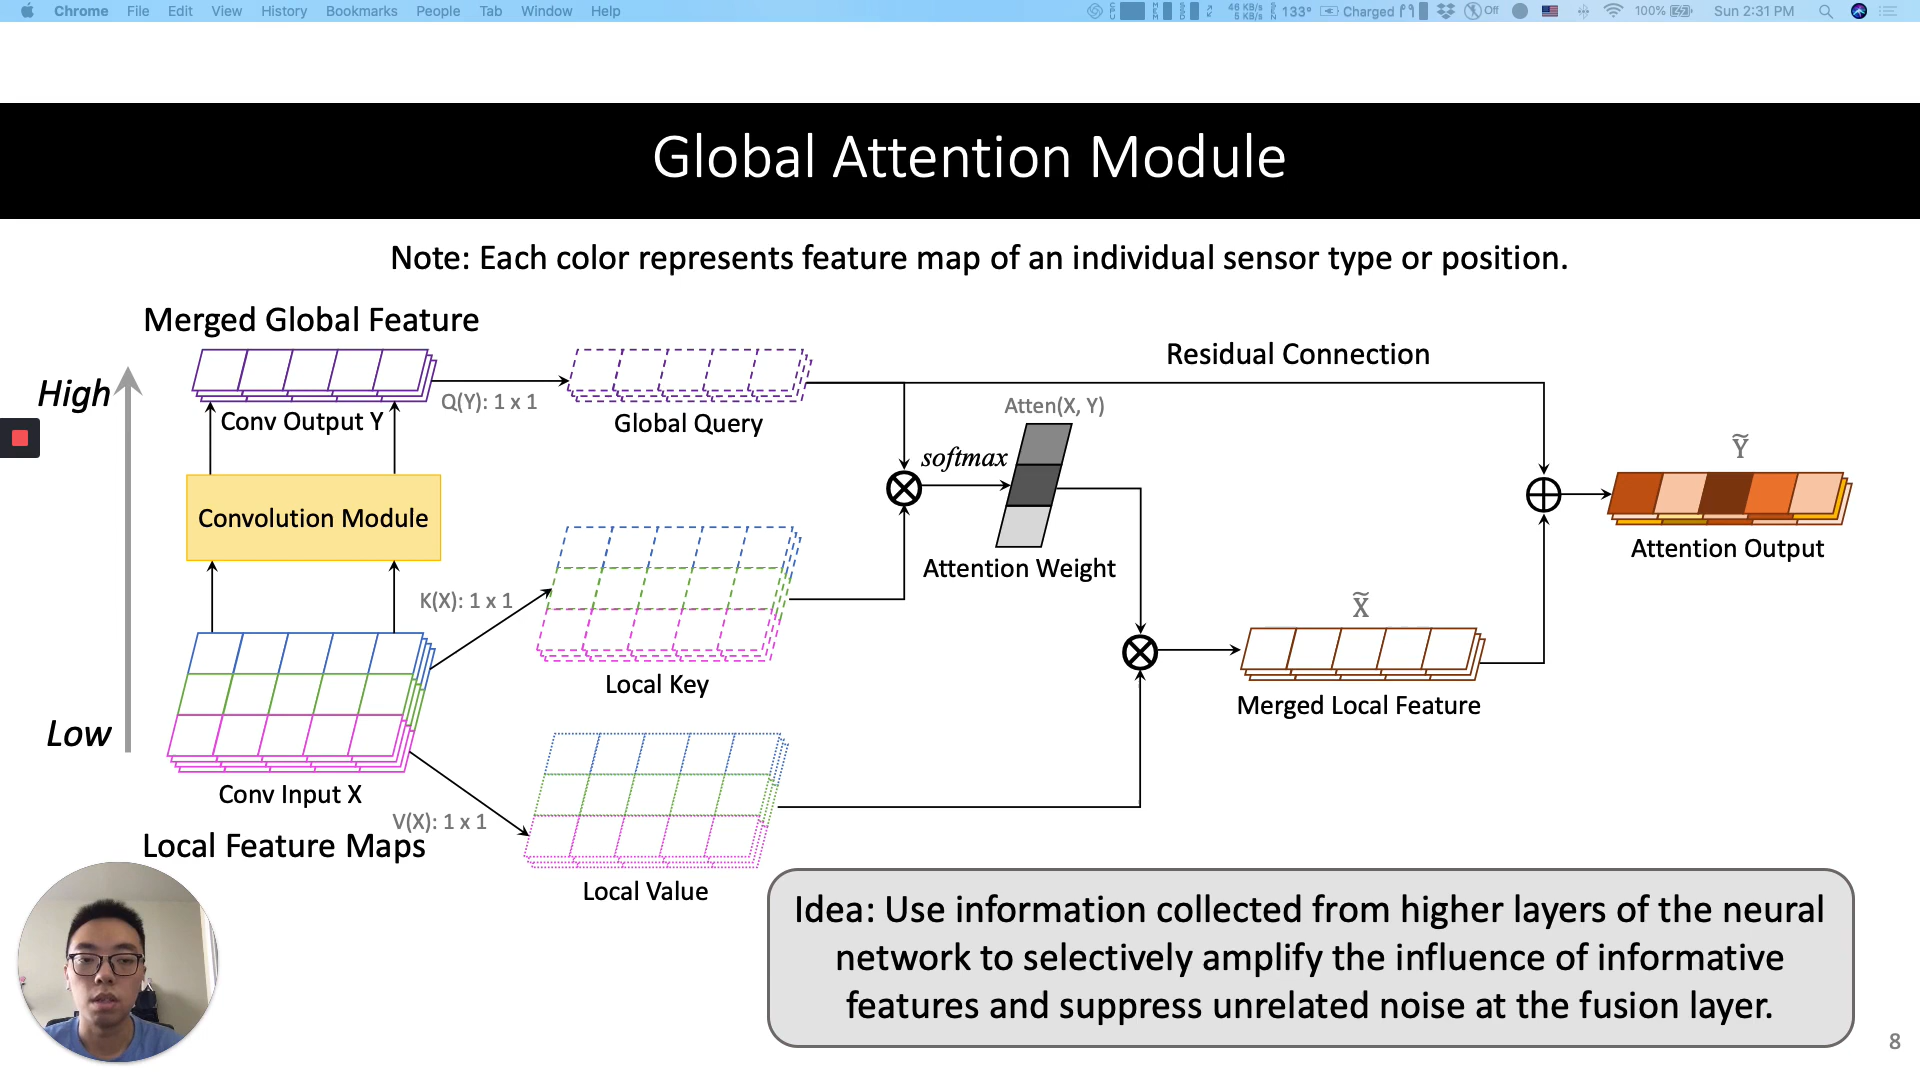 Chrome File Edit View History Bookmarks People Tab Window Help
133° Charged Off 100% Sun 2:31 PM
Global Attention Module
Note: Each color represents feature map of an individual sensor type or position.
Merged Global Feature
Residual Connection
High
Q(Y): 1 x 1
Atten(X, Y)
Conv Output Y
Global Query
softmax
Ỹ
Convolution Module
Attention Output
Attention Weight
K(X): 1 x 1
X̃
Local Key
Merged Local Feature
Low
Conv Input X
V(X): 1 x 1
Local Feature Maps
Local Value
Idea: Use information collected from higher layers of the neural
network to selectively amplify the influence of informative
features and suppress unrelated noise at the fusion layer.
8